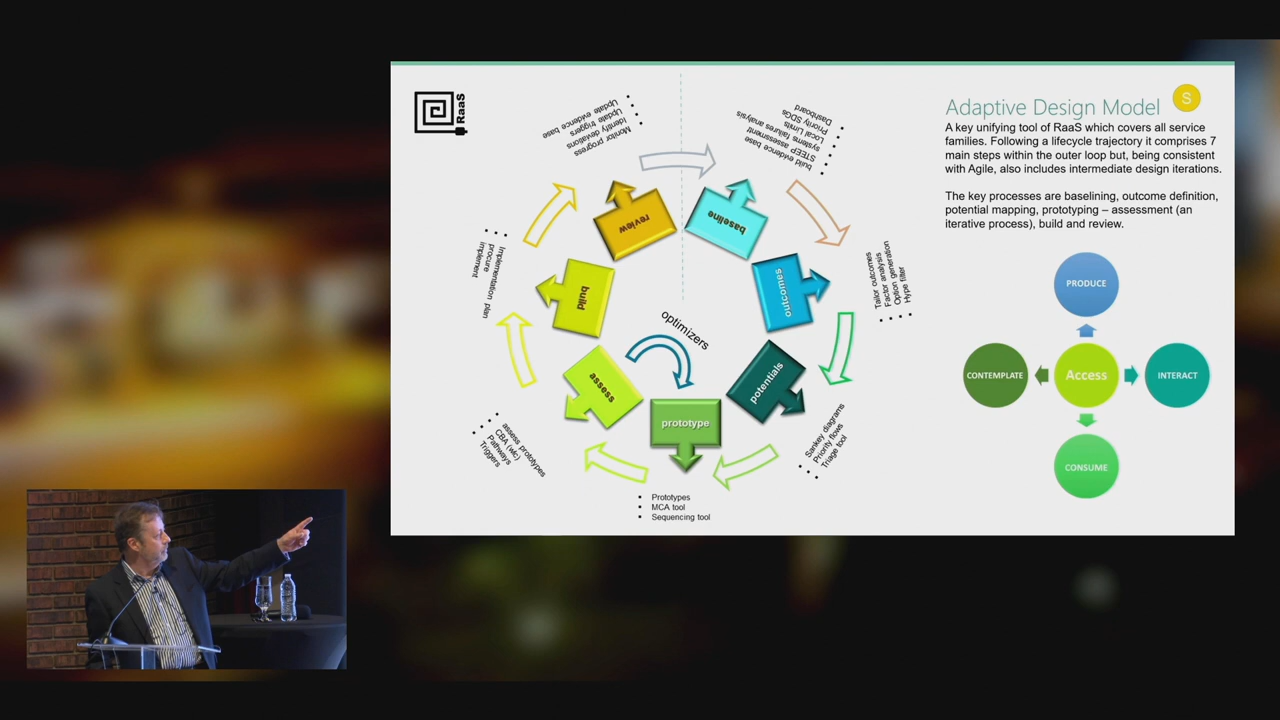 RaaS
Adaptive Design Model
S
A key unifying tool of RaaS which covers all service
families. Following a lifecycle trajectory it comprises 7
main steps within the outer loop but, being consistent
with Agile, also includes intermediate design iterations.
The key processes are baselining, outcome definition,
potential mapping, prototyping – assessment (an
iterative process), build and review.
baseline
build evidence base
STEEP assessment
systems failures analysis
Local Limits
Priority SDGs
Dashboard
outcomes
Tailor outcomes
Factor analysis
Option generation
Hype filter
potentials
Sankey diagrams
Priority flows
Triage tool
prototype
• Prototypes
• MCA tool
• Sequencing tool
assess
assess prototypes
CBA (wlc)
Pathways
Triggers
build
Implementation plan
procure
implement
review
Monitor progress
Identify deviations
Update triggers
Update evidence base
optimizers
PRODUCE
CONTEMPLATE
Access
INTERACT
CONSUME